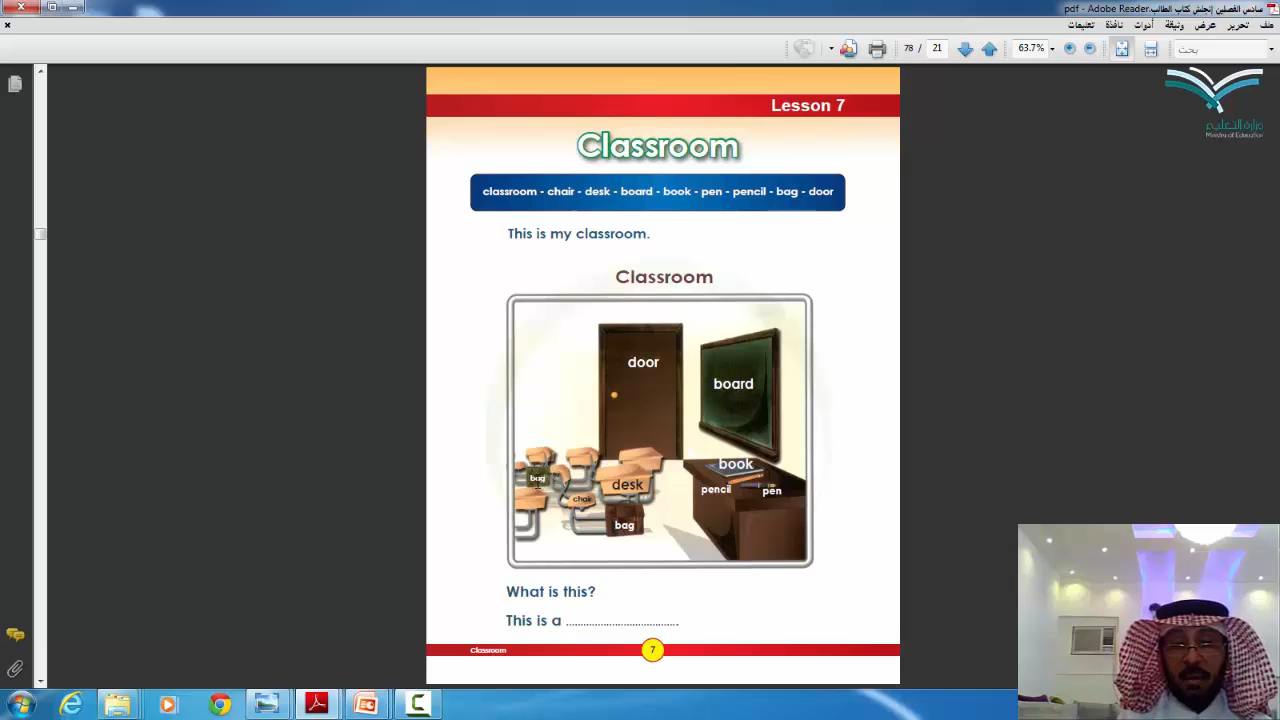 سادس الفصلين إنجلش كتاب الطالب.pdf - Adobe Reader
ملف تحرير عرض وثيقة أدوات نافذة تعليمات
78 / 21
63.7%
بحث
وزارة التعليم
Ministry of Education
Lesson 7
Classroom
classroom - chair - desk - board - book - pen - pencil - bag - door
This is my classroom.
Classroom
door
board
book
bag
desk
pencil
pen
chair
bag
What is this?
This is a ......................................
Classroom
7